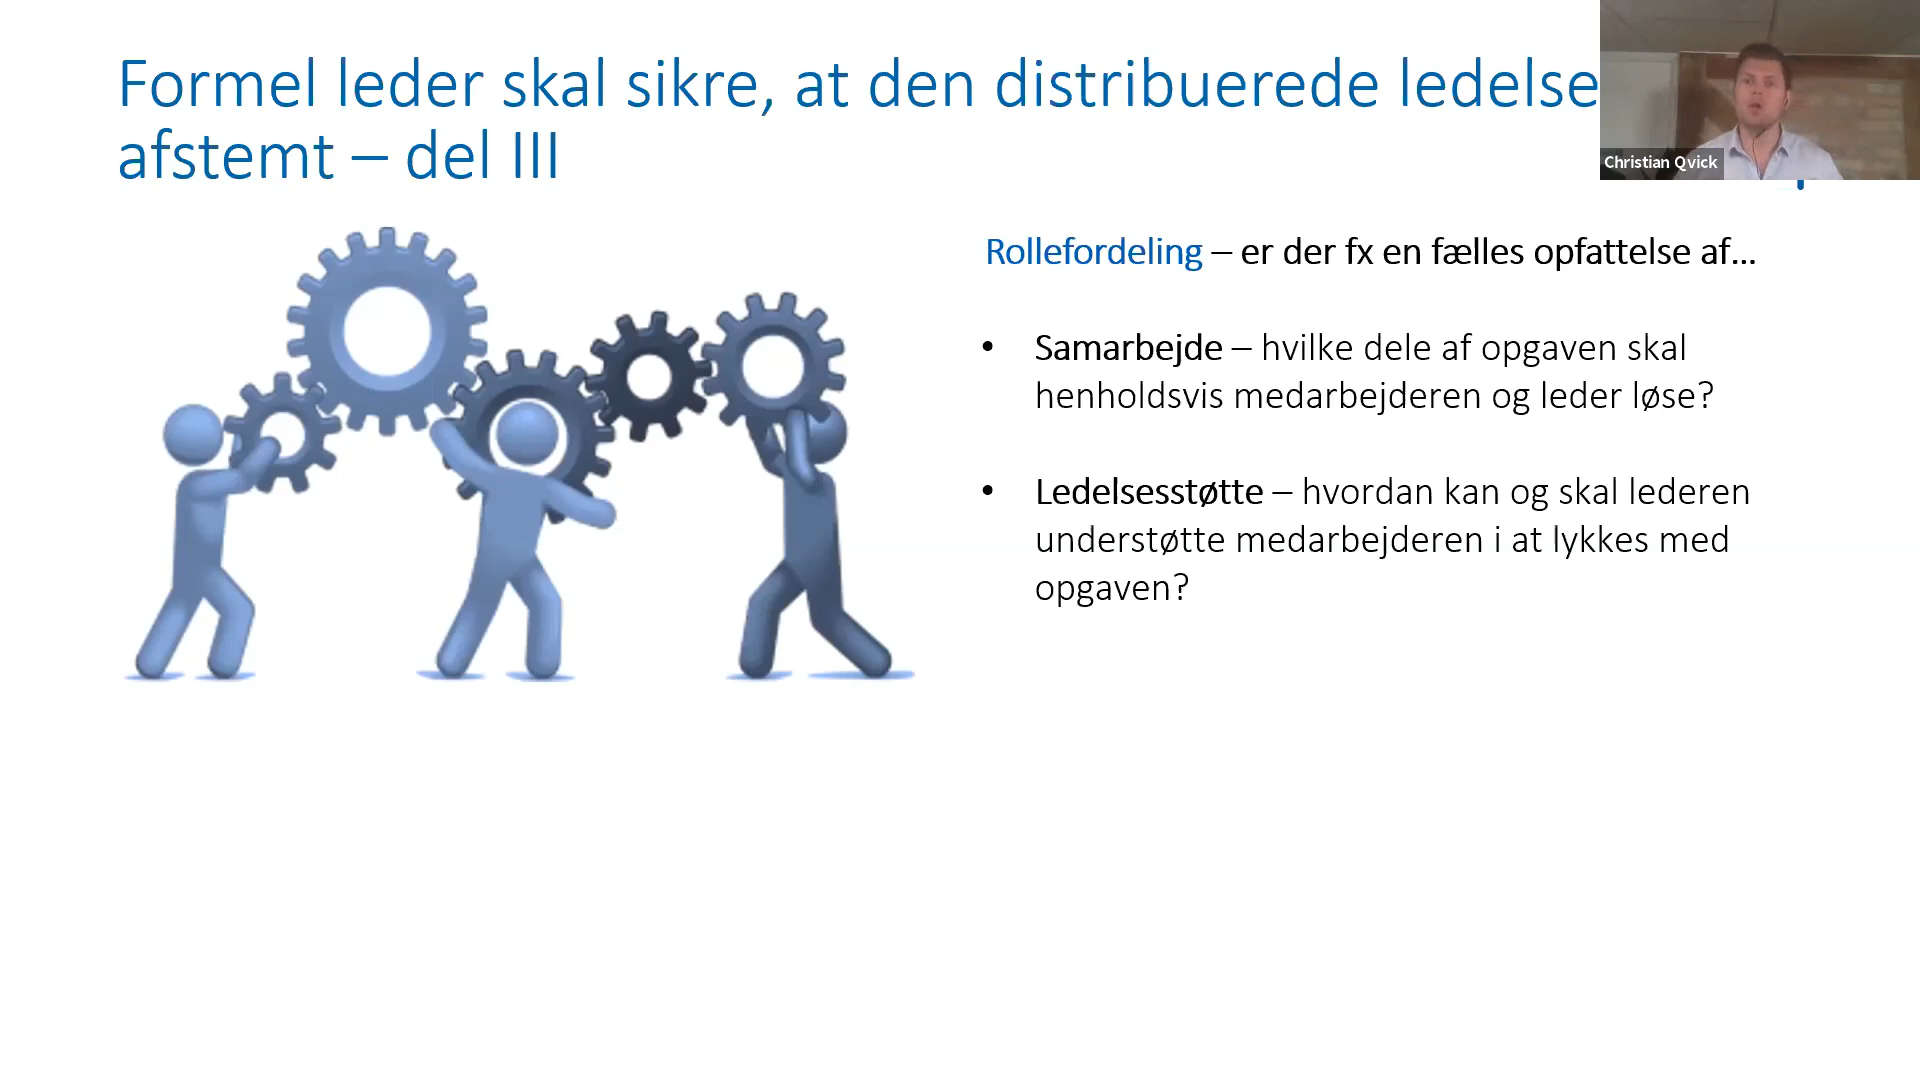 Formel leder skal sikre, at den distribuerede ledelse
afstemt – del III
Christian Qvick
Rollefordeling – er der fx en fælles opfattelse af…
• Samarbejde – hvilke dele af opgaven skal
henholdsvis medarbejderen og leder løse?
• Ledelsesstøtte – hvordan kan og skal lederen
understøtte medarbejderen i at lykkes med
opgaven?